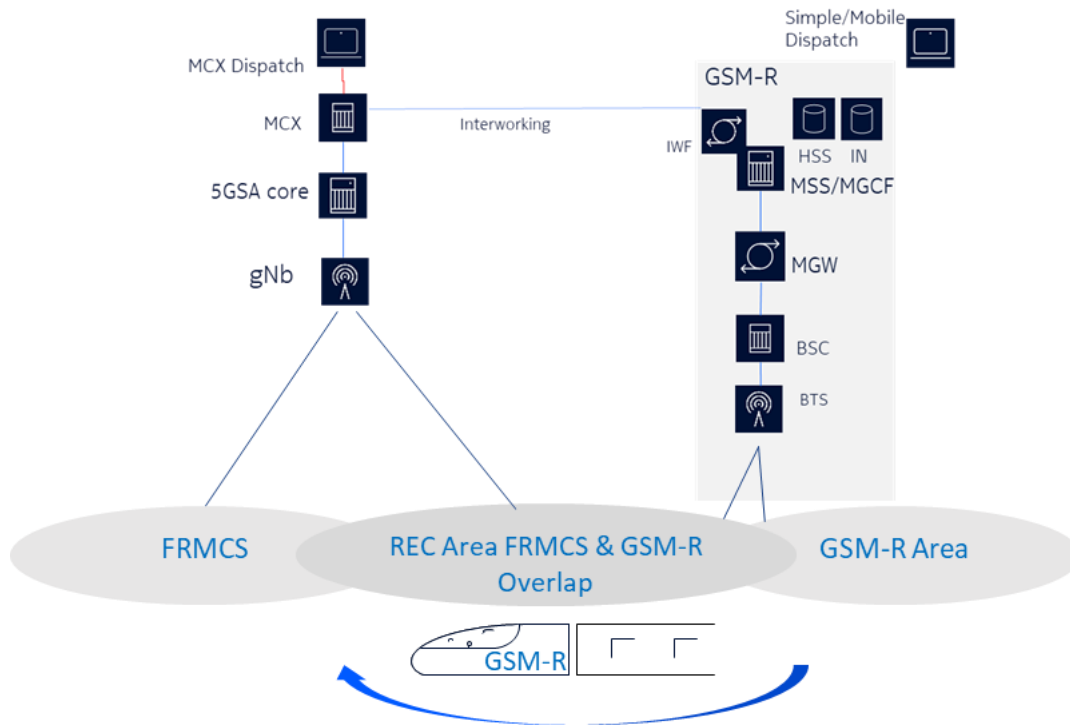 Simple/Mobile
Dispatch
MCX Dispatch
GSM-R
MCX
Interworking
IWF
HSS
IN
5GSA core
MSS/MGCF
gNb
MGW
BSC
BTS
FRMCS
REC Area FRMCS & GSM-R
Overlap
GSM-R Area
GSM-R